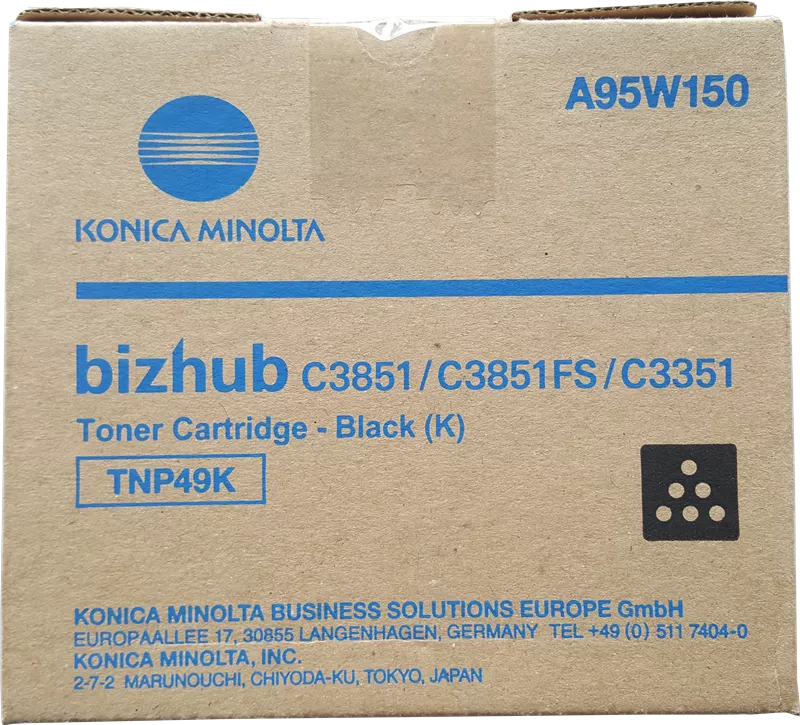 A95W150
KONICA MINOLTA
bizhub C3851/C3851FS/C3351
Toner Cartridge - Black (K)
TNP49K
KONICA MINOLTA BUSINESS SOLUTIONS EUROPE GmbH
EUROPAALLEE 17, 30855 LANGENHAGEN, GERMANY TEL +49 (0) 511 7404-0
KONICA MINOLTA, INC.
2-7-2 MARUNOUCHI, CHIYODA-KU, TOKYO, JAPAN